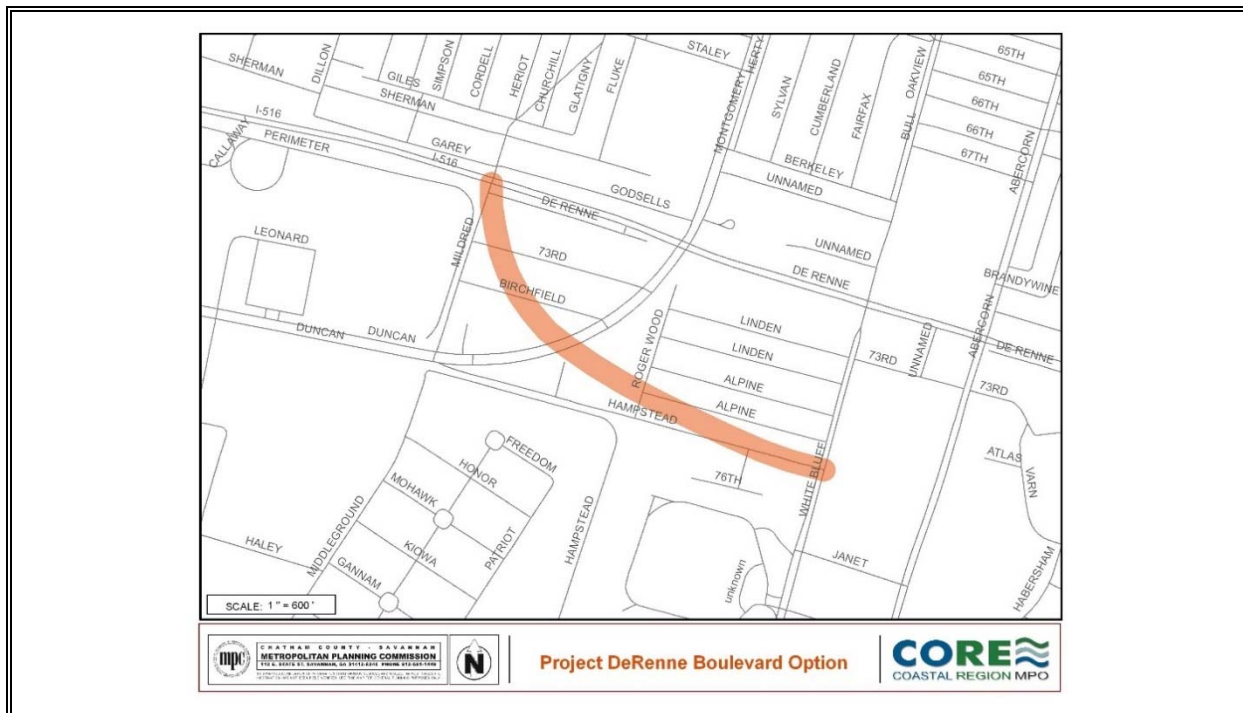 STALEY
65TH
SHERMAN
DILLON
GILES
SIMPSON
CORDELL
HERIOT
CHURCHILL
GLATIGNY
FLUKE
MONTGOMERY
HERTY
SYLVAN
CUMBERLAND
FAIRFAX
BULL
OAKVIEW
65TH
66TH
66TH
67TH
ABERCORN
SHERMAN
I-516
PERIMETER
CALLAWAY
GAREY
I-516
GODSELLS
BERKELEY
UNNAMED
DE RENNE
MILDRED
LEONARD
73RD
BIRCHFIELD
UNNAMED
DE RENNE
BRANDYWINE
ABERCORN
UNNAMED
DE RENNE
DUNCAN
DUNCAN
ROGER WOOD
LINDEN
LINDEN
ALPINE
ALPINE
73RD
73RD
HAMPSTEAD
WHITE BLUFF
76TH
ATLAS
VARN
FREEDOM
HONOR
MOHAWK
KIOWA
GANNAM
PATRIOT
MIDDLEGROUND
HALEY
HAMPSTEAD
unknown
JANET
HABERSHAM
SCALE: 1 " = 600 '
mpc
CHATHAM COUNTY - SAVANNAH
METROPOLITAN PLANNING COMMISSION
N
Project DeRenne Boulevard Option
CORE
COASTAL REGION MPO